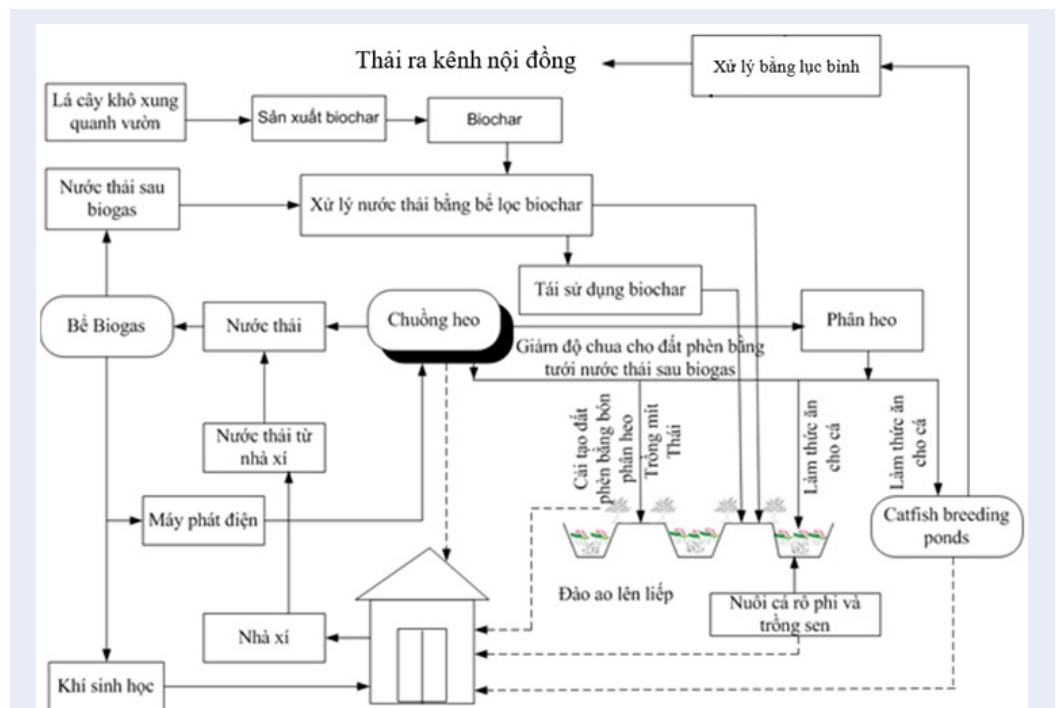 Thải ra kênh nội đồng
Xử lý bằng lục bình
Lá cây khô xung
quanh vườn
Sản xuất biochar
Biochar
Nước thải sau
biogas
Xử lý nước thải bằng bể lọc biochar
Tái sử dụng biochar
Bể Biogas
Nước thải
Chuồng heo
Phân heo
Giảm độ chua cho đất phèn bằng
tưới nước thải sau biogas
Cải tạo đất
phèn bằng bón
phân heo
Trồng mít
Thái
Làm thức ăn
cho cá
Làm thức ăn
cho cá
Nước thải từ
nhà xí
Máy phát điện
Catfish breeding
ponds
Đào ao lên liếp
Nuôi cá rô phi và
trồng sen
Nhà xí
Khí sinh học